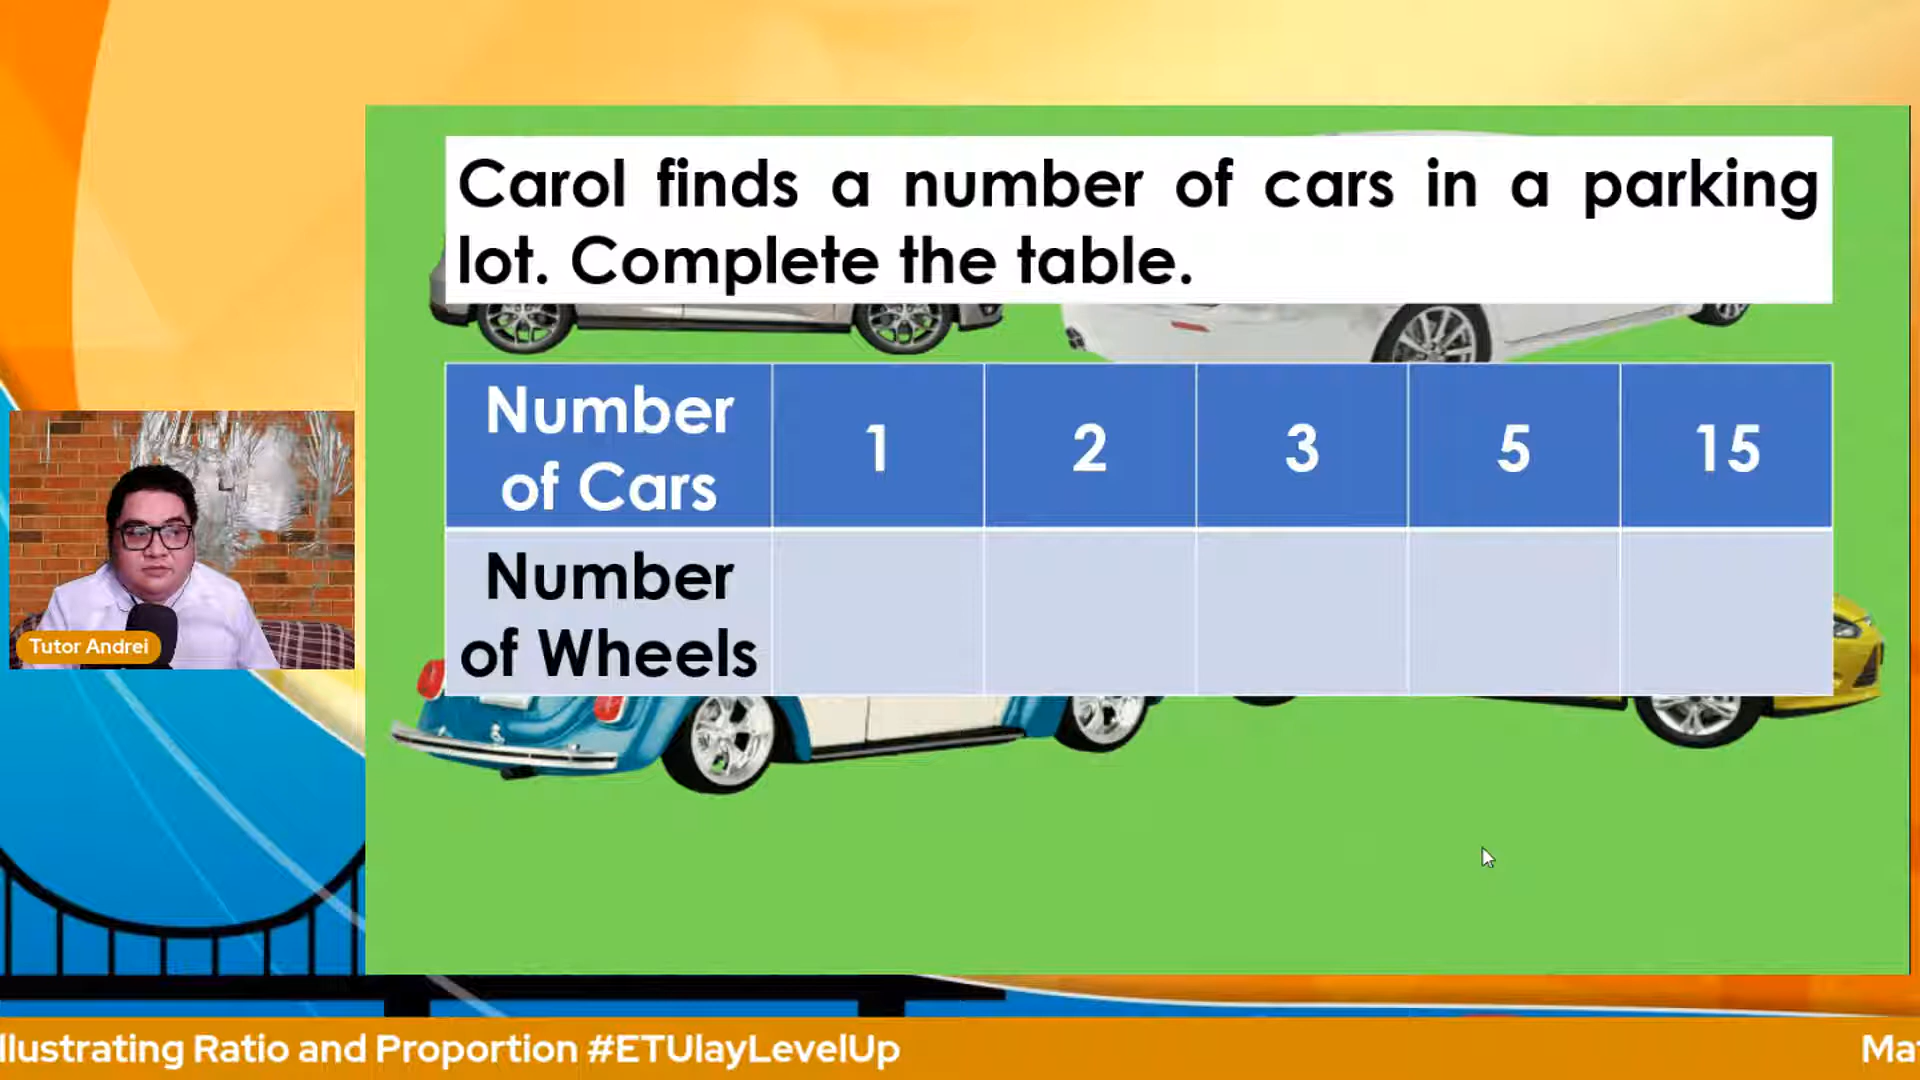 Carol finds a number of cars in a parking
lot. Complete the table.
Number
of Cars
1
2
3
5
15
Number
of Wheels
Tutor Andrei
llustrating Ratio and Proportion #ETUlayLevelUp
Mat